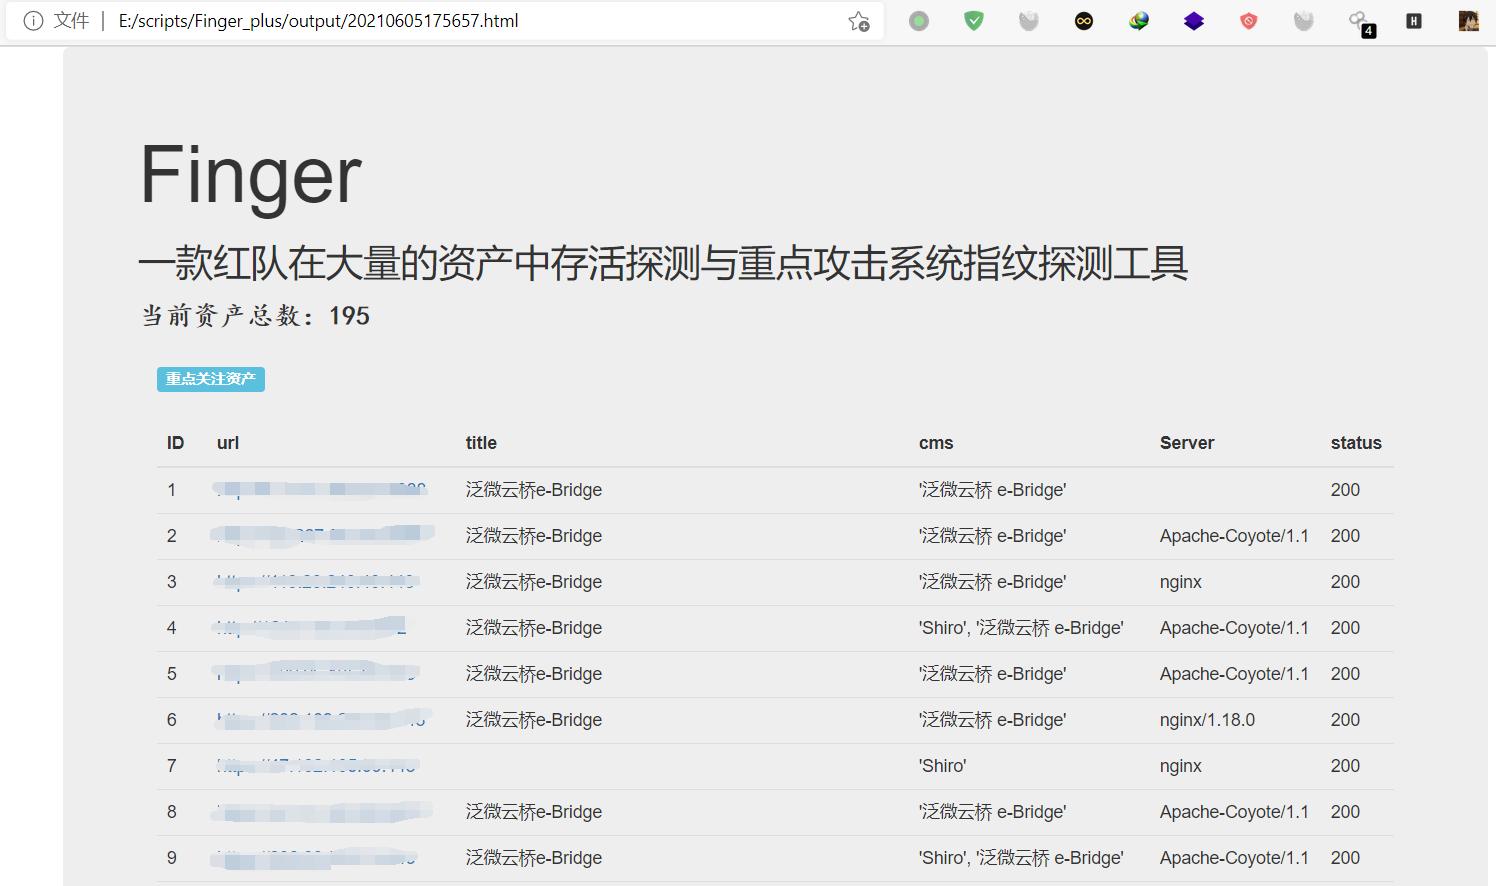 文件 | E:/scripts/Finger_plus/output/20210605175657.html
4
H
Finger
一款红队在大量的资产中存活探测与重点攻击系统指纹探测工具
当前资产总数：195
重点关注资产
ID url title cms Server status
1 泛微云桥e-Bridge '泛微云桥 e-Bridge' 200
2 泛微云桥e-Bridge '泛微云桥 e-Bridge' Apache-Coyote/1.1 200
3 泛微云桥e-Bridge '泛微云桥 e-Bridge' nginx 200
4 泛微云桥e-Bridge 'Shiro', '泛微云桥 e-Bridge' Apache-Coyote/1.1 200
5 泛微云桥e-Bridge '泛微云桥 e-Bridge' Apache-Coyote/1.1 200
6 泛微云桥e-Bridge '泛微云桥 e-Bridge' nginx/1.18.0 200
7 'Shiro' nginx 200
8 泛微云桥e-Bridge '泛微云桥 e-Bridge' Apache-Coyote/1.1 200
9 泛微云桥e-Bridge 'Shiro', '泛微云桥 e-Bridge' Apache-Coyote/1.1 200